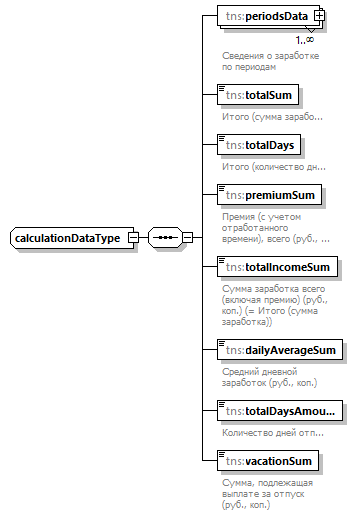 tns:periodsData
1..∞
Сведения о заработке
по периодам
tns:totalSum
Итого (сумма зарабо...
tns:totalDays
Итого (количество дн...
tns:premiumSum
Премия (с учетом
отработанного
времени), всего (руб., ...
calculationDataType
tns:totalIncomeSum
Сумма заработка всего
(включая премию) (руб.,
коп.) (= Итого (сумма
заработка))
tns:dailyAverageSum
Средний дневной
заработок (руб., коп.)
tns:totalDaysAmou...
Количество дней отп...
tns:vacationSum
Сумма, подлежащая
выплате за отпуск
(руб., коп.)